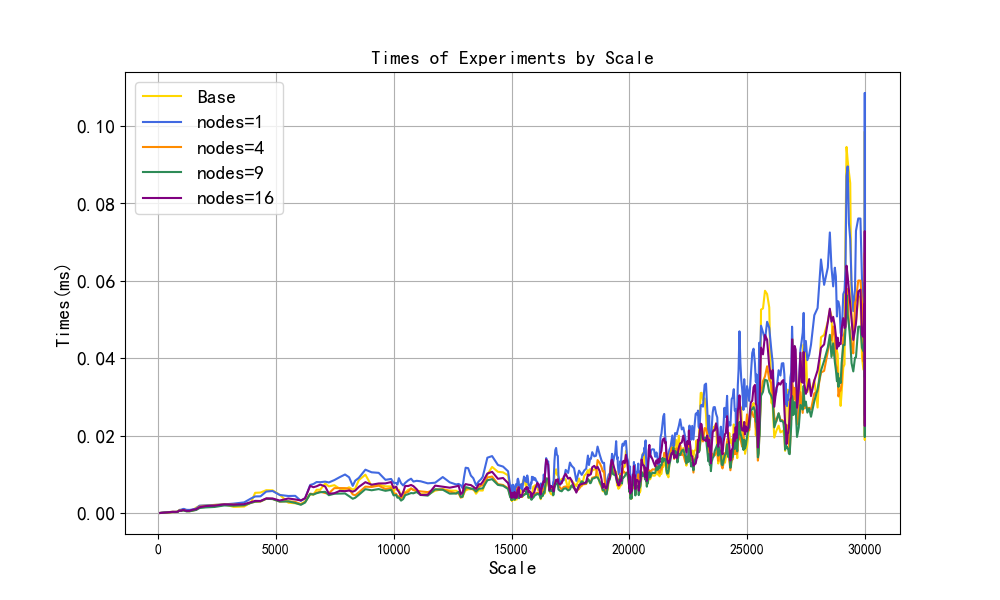 Times of Experiments by Scale
Base
nodes=1
nodes=4
nodes=9
nodes=16
0.10
0.08
0.06
0.04
0.02
0.00
Times(ms)
0 5000 10000 15000 20000 25000 30000
Scale